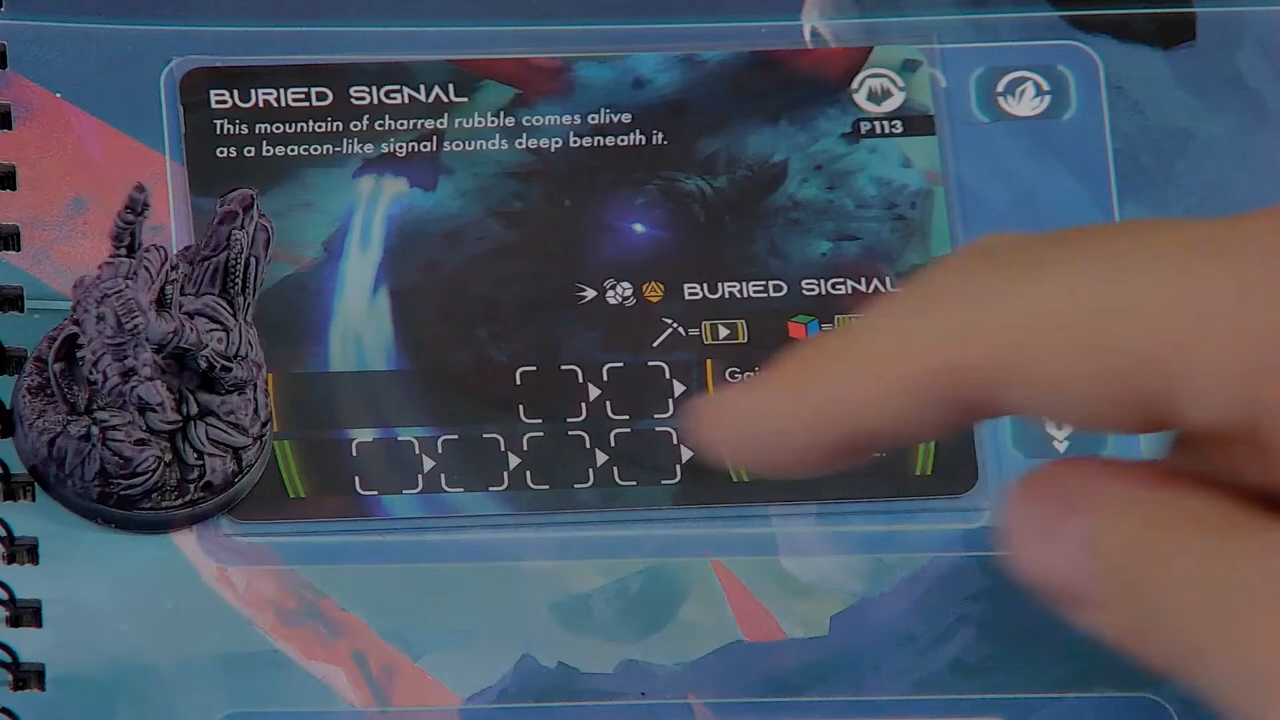 BURIED SIGNAL
This mountain of charred rubble comes alive
as a beacon-like signal sounds deep beneath it.
P113
A BURIED SIGNAL
= =